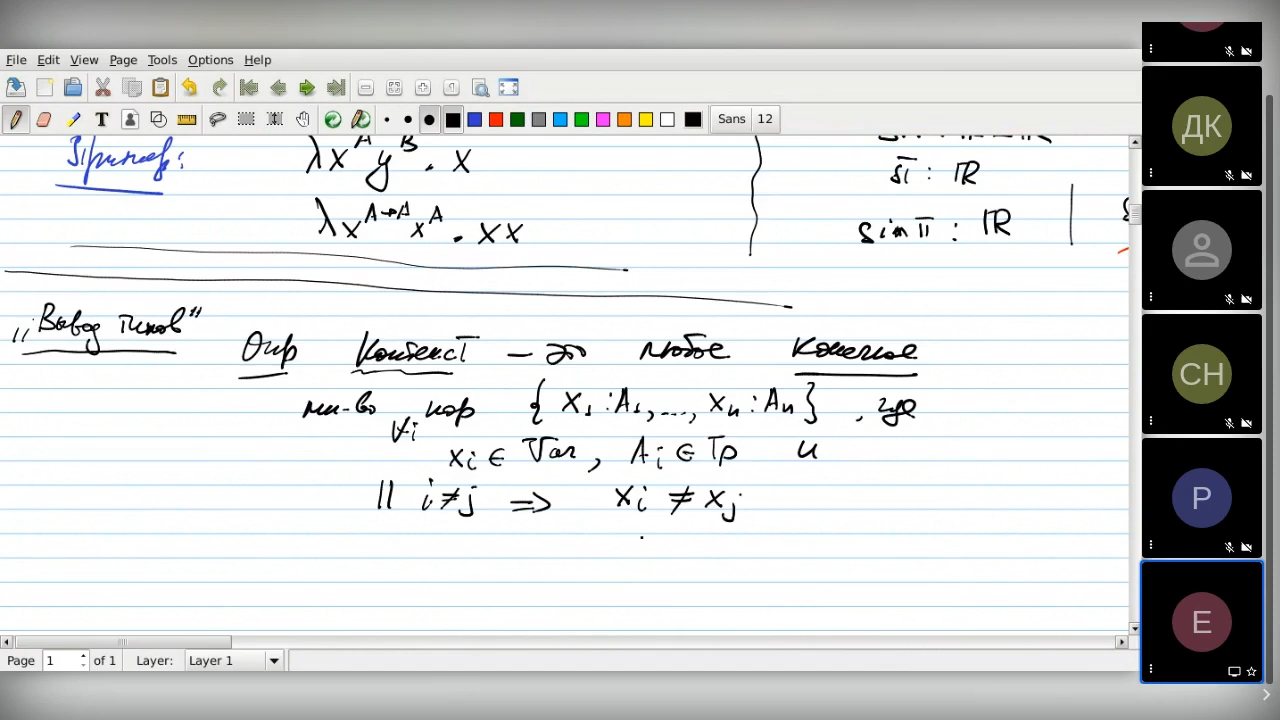 File Edit View Page Tools Options Help
Sans 12
Пример:
λx^A y^B . x
λx^{A→A} x^A . xx
π : ℝ
sin π : ℝ
„Вывод типов“
Опр Контекст – это любое конечное
мн-во пар { x₁ : A₁, ..., xₙ : Aₙ } , где
∀i xᵢ ∈ Var, Aᵢ ∈ Tp и
|| i ≠ j ⇒ xᵢ ≠ xⱼ
Page 1 of 1 Layer: Layer 1
ДК
СН
Р
Е